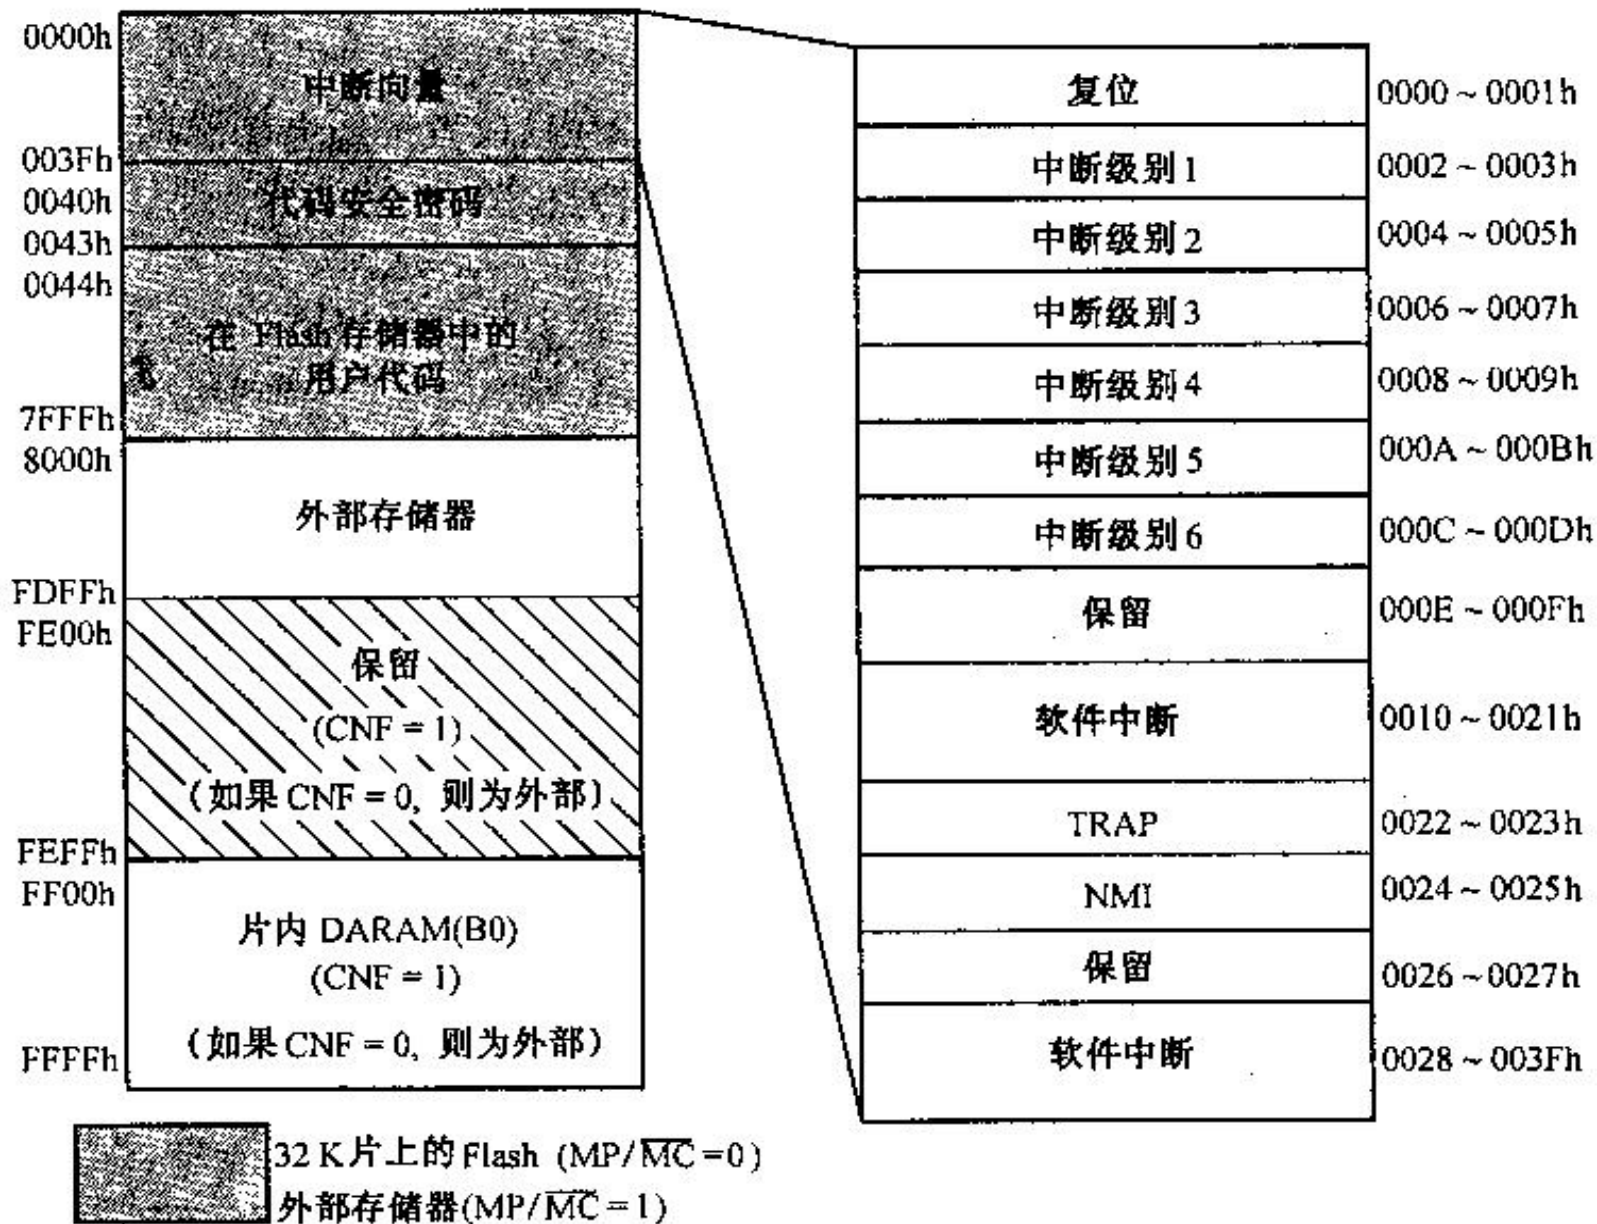 0000h
中断向量
003Fh
0040h
代码安全密码
0043h
0044h
在 Flash 存储器中的
用户代码
7FFFh
8000h
外部存储器
FDFFh
FE00h
保留
(CNF = 1)
(如果 CNF = 0, 则为外部)
FEFFh
FF00h
片内 DARAM(B0)
(CNF = 1)
(如果 CNF = 0, 则为外部)
FFFFh
复位 0000 ~ 0001h
中断级别 1 0002 ~ 0003h
中断级别 2 0004 ~ 0005h
中断级别 3 0006 ~ 0007h
中断级别 4 0008 ~ 0009h
中断级别 5 000A ~ 000Bh
中断级别 6 000C ~ 000Dh
保留 000E ~ 000Fh
软件中断 0010 ~ 0021h
TRAP 0022 ~ 0023h
NMI 0024 ~ 0025h
保留 0026 ~ 0027h
软件中断 0028 ~ 003Fh
32 K 片上的 Flash (MP/M̅C̅ = 0)
外部存储器(MP/M̅C̅ = 1)